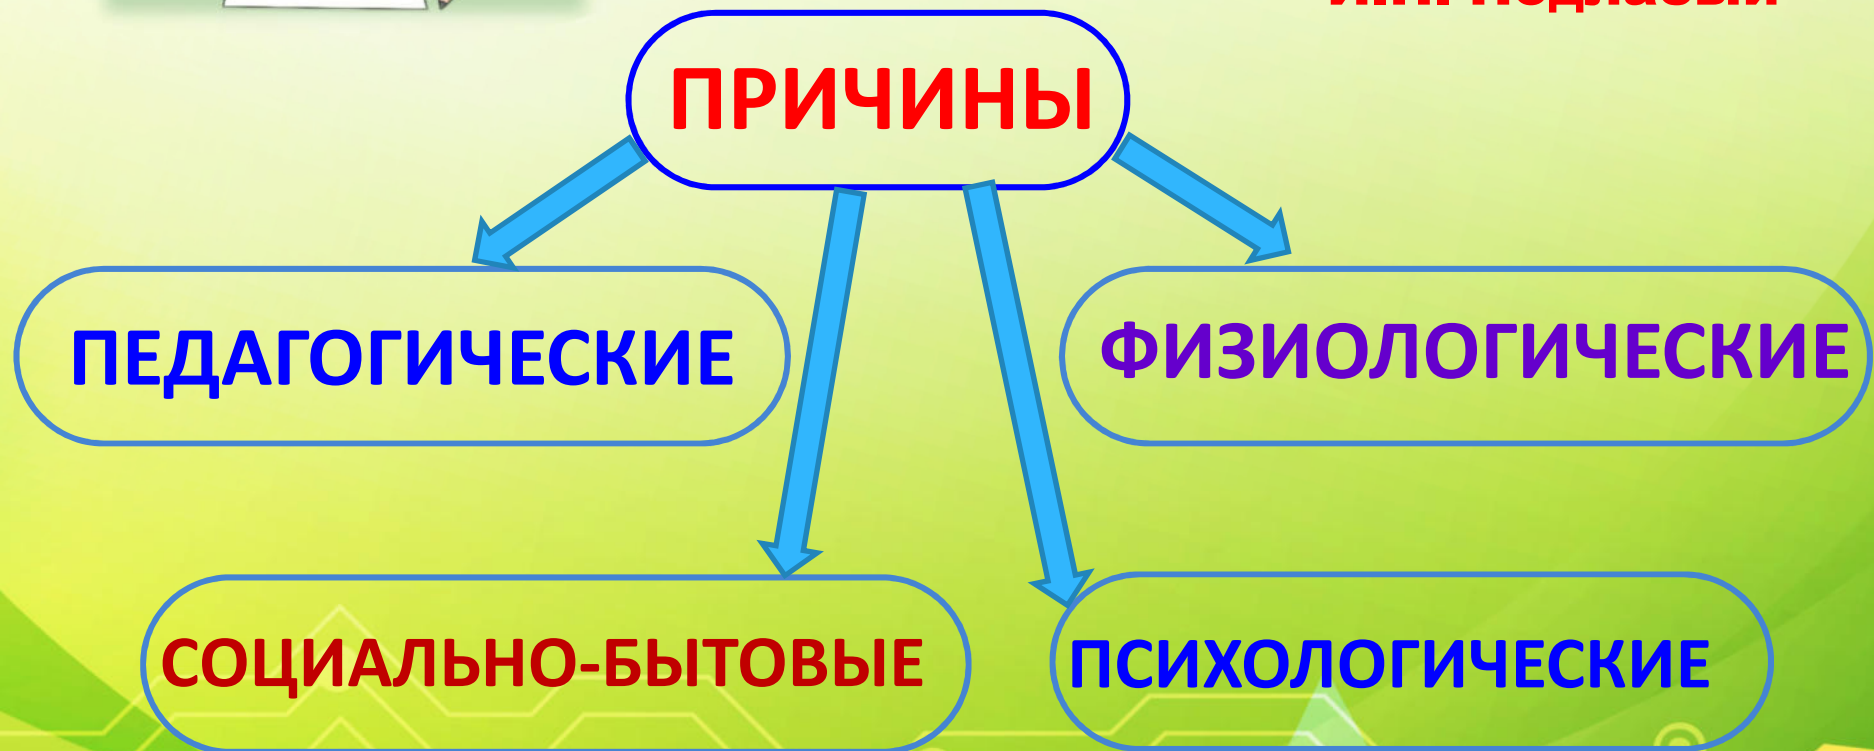 ПРИЧИНЫ
ПЕДАГОГИЧЕСКИЕ
ФИЗИОЛОГИЧЕСКИЕ
СОЦИАЛЬНО-БЫТОВЫЕ
ПСИХОЛОГИЧЕСКИЕ